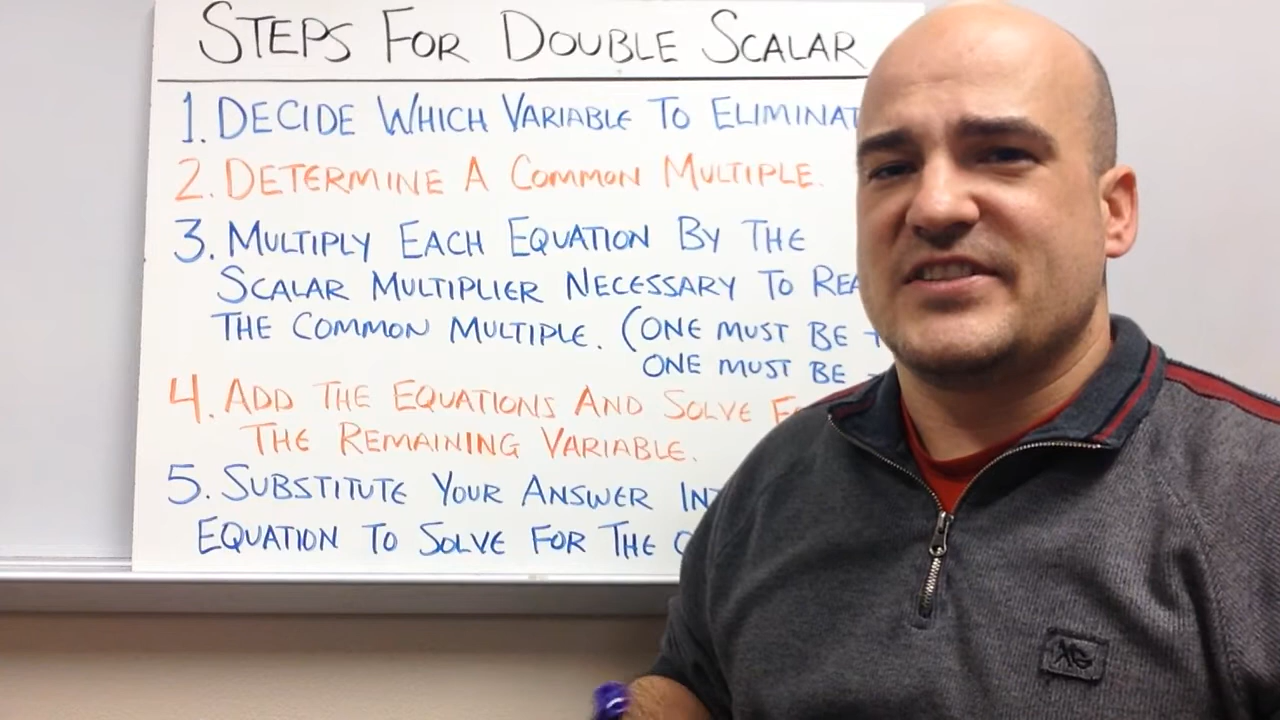 STEPS FOR DOUBLE SCALAR
1. DECIDE WHICH VARIABLE TO ELIMINAT
2. DETERMINE A COMMON MULTIPLE.
3. MULTIPLY EACH EQUATION BY THE
SCALAR MULTIPLIER NECESSARY TO REA
THE COMMON MULTIPLE. (ONE MUST BE +
ONE MUST BE -
4. ADD THE EQUATIONS AND SOLVE F
THE REMAINING VARIABLE.
5. SUBSTITUTE YOUR ANSWER INT
EQUATION TO SOLVE FOR THE O